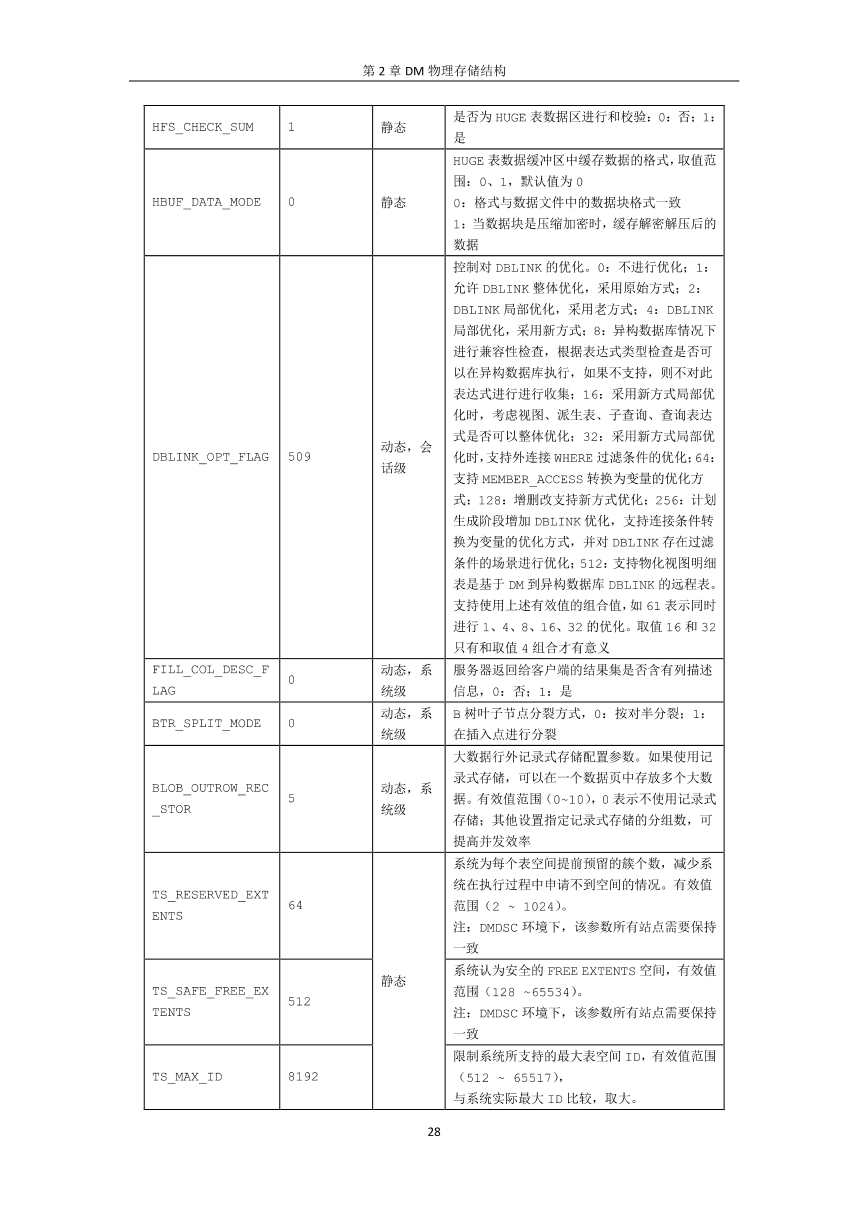 第 2 章 DM 物理存储结构
HFS_CHECK_SUM
1
静态
是否为 HUGE 表数据区进行和校验：0：否；1：
是
HBUF_DATA_MODE
0
静态
HUGE 表数据缓冲区中缓存数据的格式，取值范
围：0、1，默认值为 0
0：格式与数据文件中的数据块格式一致
1：当数据块是压缩加密时，缓存解密解压后的
数据
DBLINK_OPT_FLAG
509
动态，会
话级
控制对 DBLINK 的优化。0：不进行优化；1：
允许 DBLINK 整体优化，采用原始方式；2：
DBLINK 局部优化，采用老方式；4：DBLINK
局部优化，采用新方式；8：异构数据库情况下
进行兼容性检查，根据表达式类型检查是否可
以在异构数据库执行，如果不支持，则不对此
表达式进行进行收集；16：采用新方式局部优
化时，考虑视图、派生表、子查询、查询表达
式是否可以整体优化；32：采用新方式局部优
化时，支持外连接 WHERE 过滤条件的优化；64：
支持 MEMBER_ACCESS 转换为变量的优化方
式；128：增删改支持新方式优化；256：计划
生成阶段增加 DBLINK 优化，支持连接条件转
换为变量的优化方式，并对 DBLINK 存在过滤
条件的场景进行优化；512：支持物化视图明细
表是基于 DM 到异构数据库 DBLINK 的远程表。
支持使用上述有效值的组合值，如 61 表示同时
进行 1、4、8、16、32 的优化。取值 16 和 32
只有和取值 4 组合才有意义
FILL_COL_DESC_F
LAG
0
动态，系
统级
服务器返回给客户端的结果集是否含有列描述
信息，0：否；1：是
BTR_SPLIT_MODE
0
动态，系
统级
B 树叶子节点分裂方式，0：按对半分裂；1：
在插入点进行分裂
BLOB_OUTROW_REC
_STOR
5
动态，系
统级
大数据行外记录式存储配置参数。如果使用记
录式存储，可以在一个数据页中存放多个大数
据。有效值范围（0~10），0 表示不使用记录式
存储；其他设置指定记录式存储的分组数，可
提高并发效率
TS_RESERVED_EXT
ENTS
64
静态
系统为每个表空间提前预留的簇个数，减少系
统在执行过程中申请不到空间的情况。有效值
范围（2 ~ 1024）。
注：DMDSC 环境下，该参数所有站点需要保持
一致
TS_SAFE_FREE_EX
TENTS
512
系统认为安全的 FREE EXTENTS 空间，有效值
范围（128 ~65534）。
注：DMDSC 环境下，该参数所有站点需要保持
一致
TS_MAX_ID
8192
限制系统所支持的最大表空间 ID，有效值范围
（512 ~ 65517），
与系统实际最大 ID 比较，取大。
28